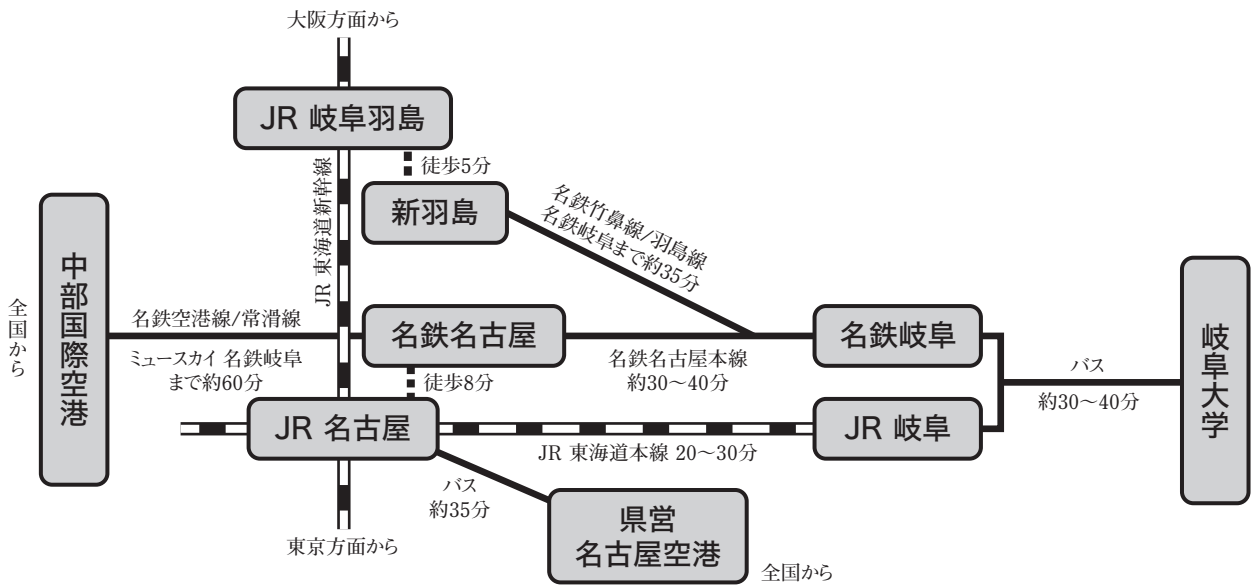 大阪方面から
JR 岐阜羽島
徒歩5分
新羽島
JR 東海道新幹線
名鉄竹鼻線/羽島線
名鉄岐阜まで約35分
全国から
中部国際空港
名鉄空港線/常滑線
ミュースカイ 名鉄岐阜
まで約60分
名鉄名古屋
名鉄名古屋本線
約30〜40分
名鉄岐阜
徒歩8分
JR 名古屋
JR 東海道本線 20〜30分
JR 岐阜
バス
約30〜40分
岐阜大学
バス
約35分
県営
名古屋空港
全国から
東京方面から